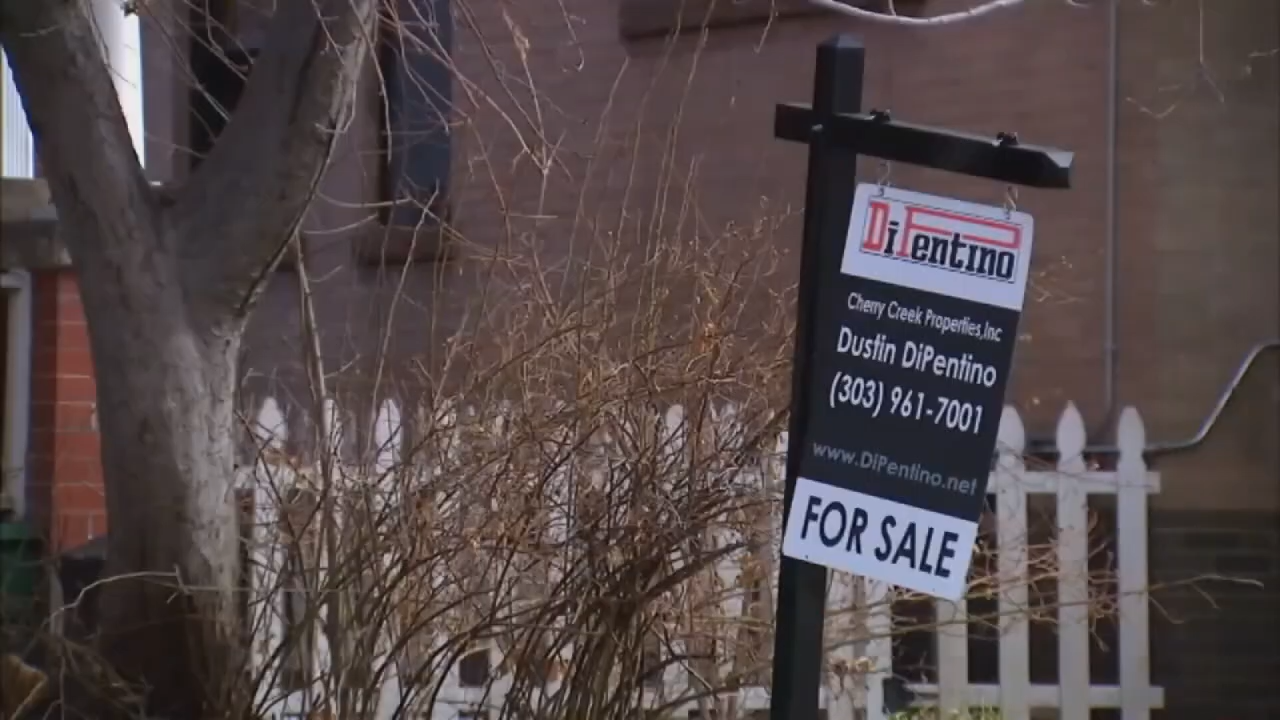 DiPentino
Cherry Creek Properties,Inc
Dustin DiPentino
(303) 961-7001
www.DiPentino.net
FOR SALE